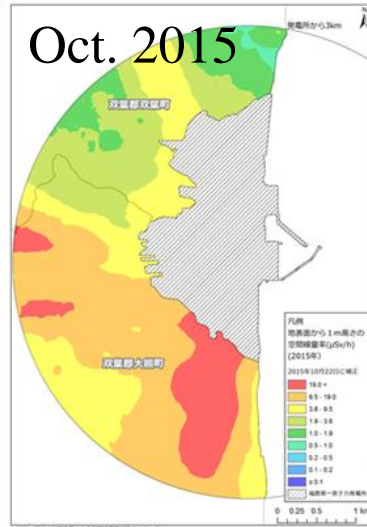 Oct. 2015
N
発電所から3km
双葉郡双葉町
双葉郡大熊町
凡例
地表面から1m高さの
空間線量率(μSv/h)
(2015年)
2015年10月22日に補正
19.0 <
9.5 - 19.0
3.8 - 9.5
1.9 - 3.8
1.0 - 1.9
0.5 - 1.0
0.2 - 0.5
0.1 - 0.2
≤ 0.1
福島第一原子力発電所
0 0.25 0.5 1 km